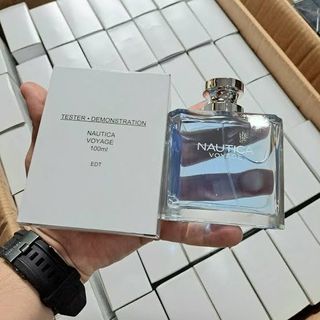 TESTER • DEMONSTRATION
NAUTICA
VOYAGE
100ml
EDT
NAUTICA
VOYAGE